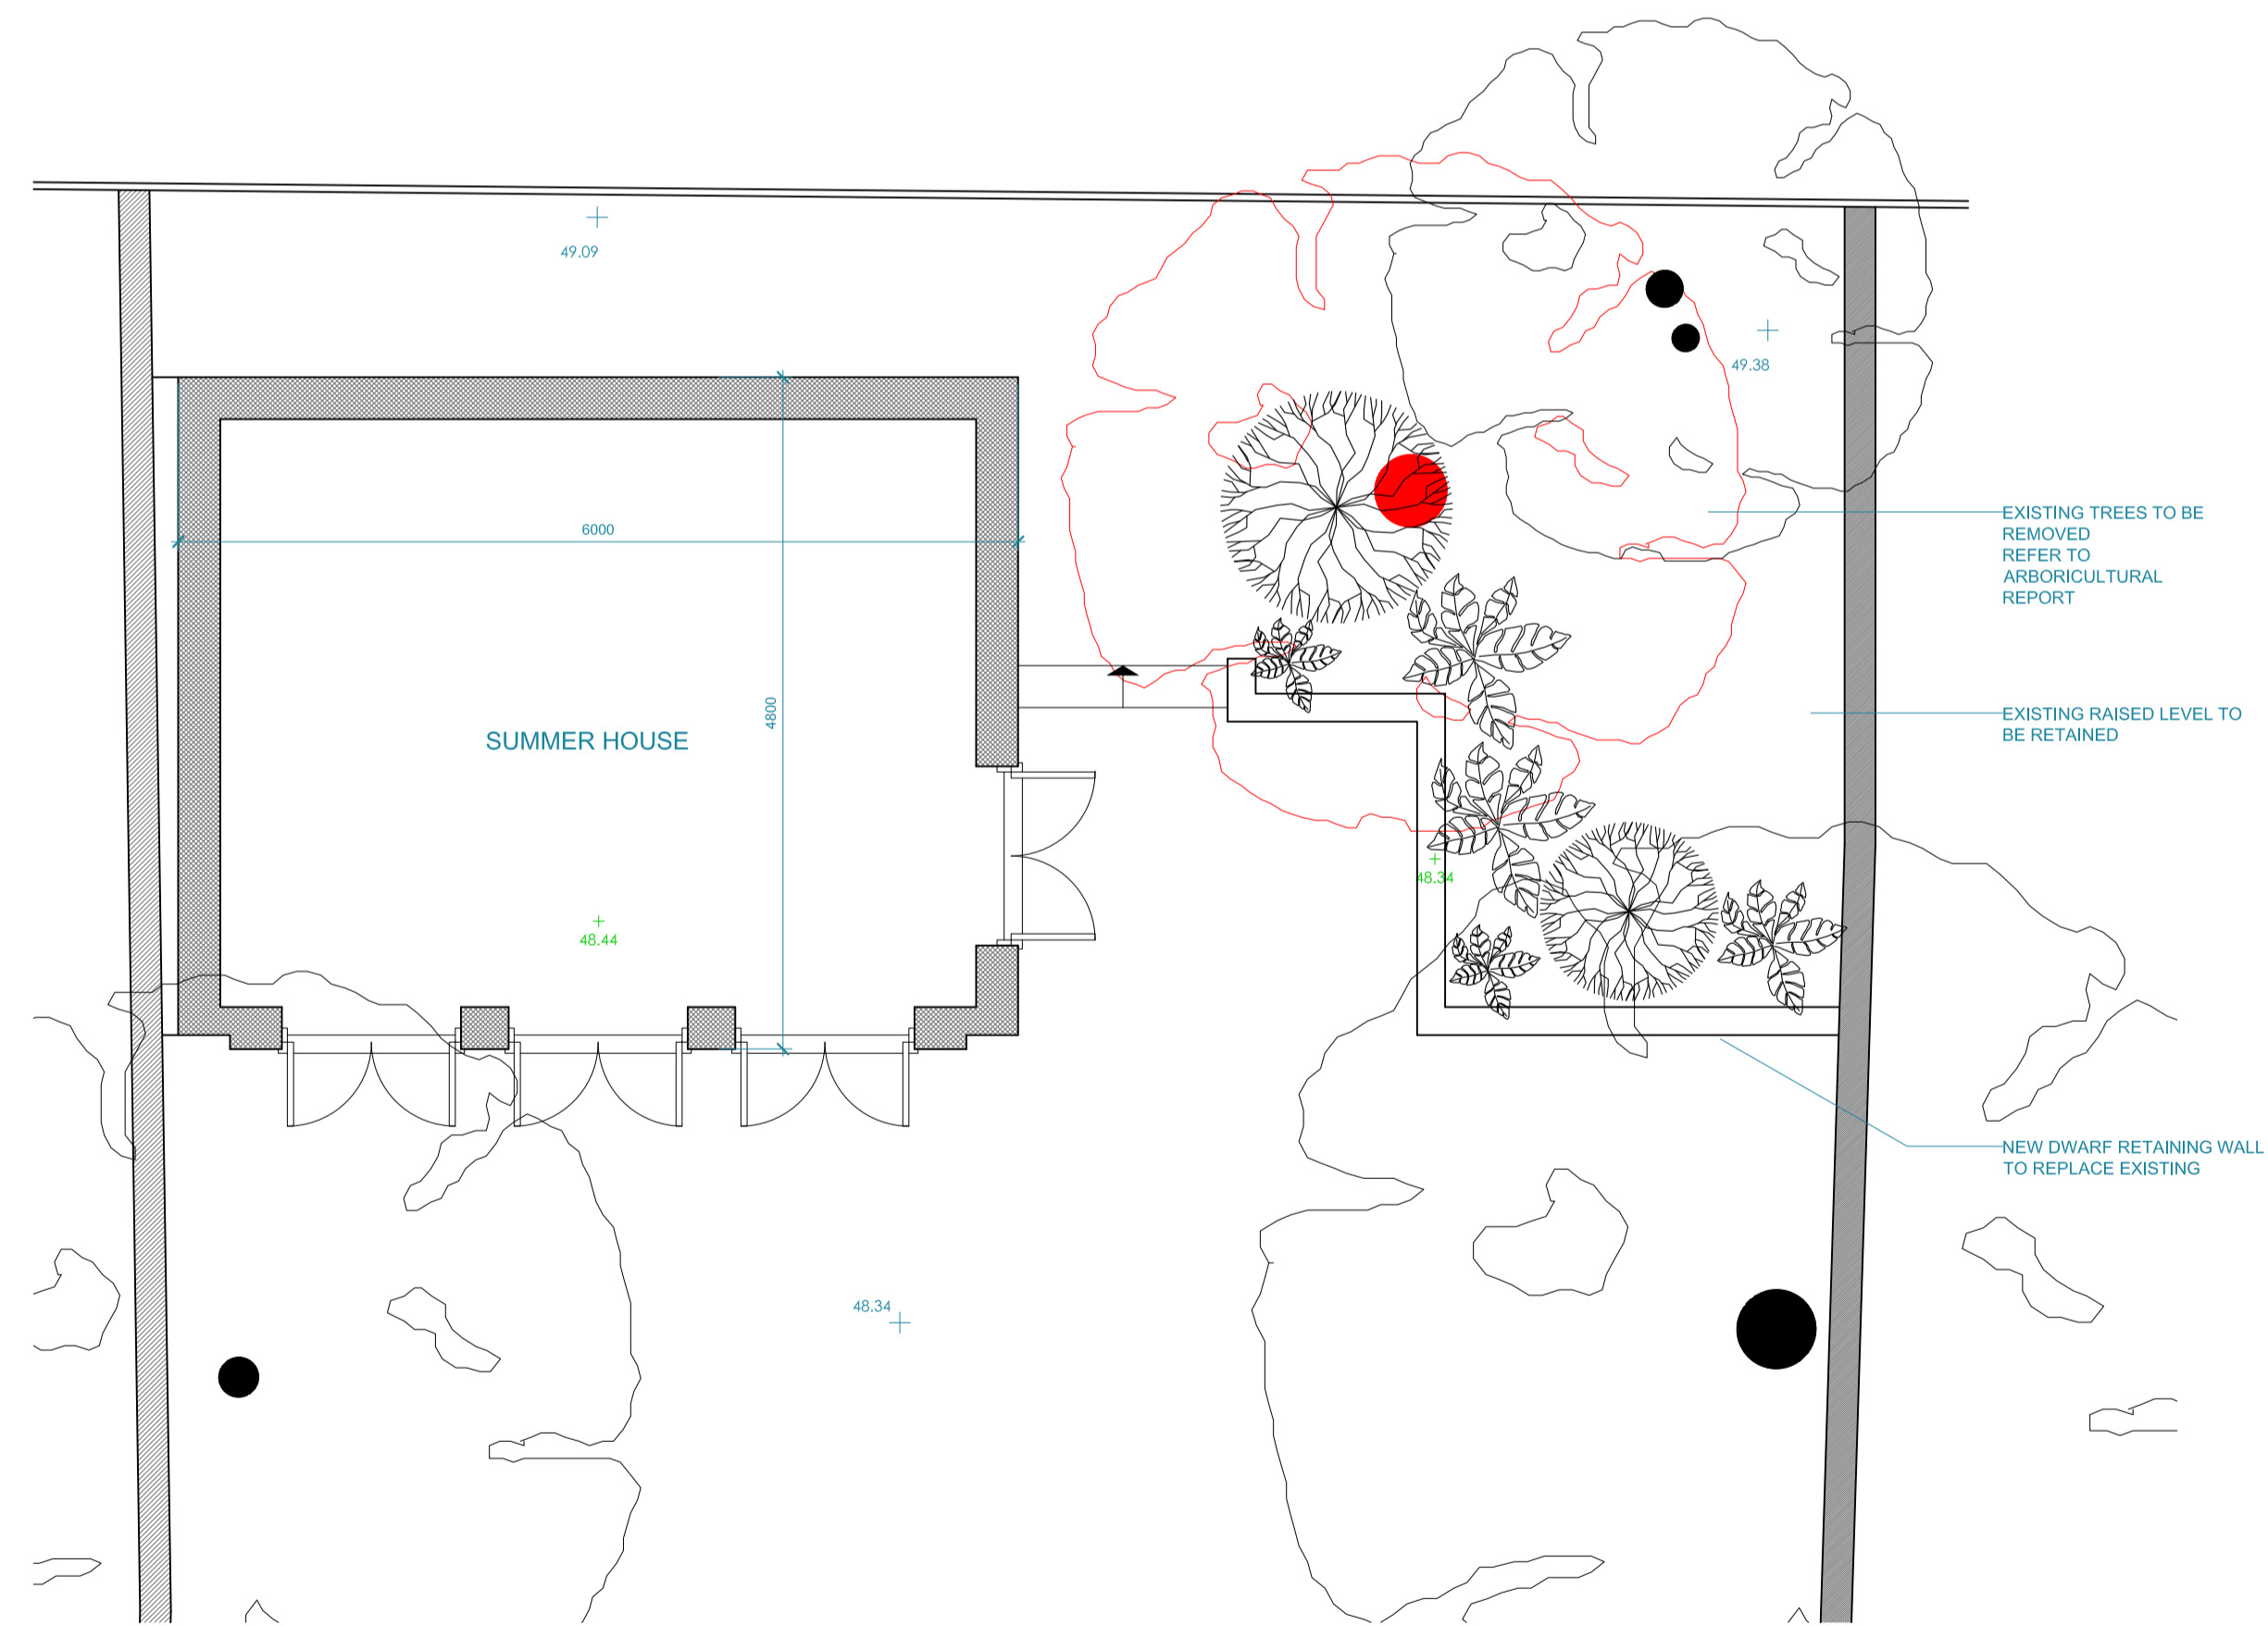 49.09
49.38
6000
EXISTING TREES TO BE
REMOVED
REFER TO
ARBORICULTURAL
REPORT
4800
SUMMER HOUSE
EXISTING RAISED LEVEL TO
BE RETAINED
48.34
48.44
NEW DWARF RETAINING WALL
TO REPLACE EXISTING
48.34